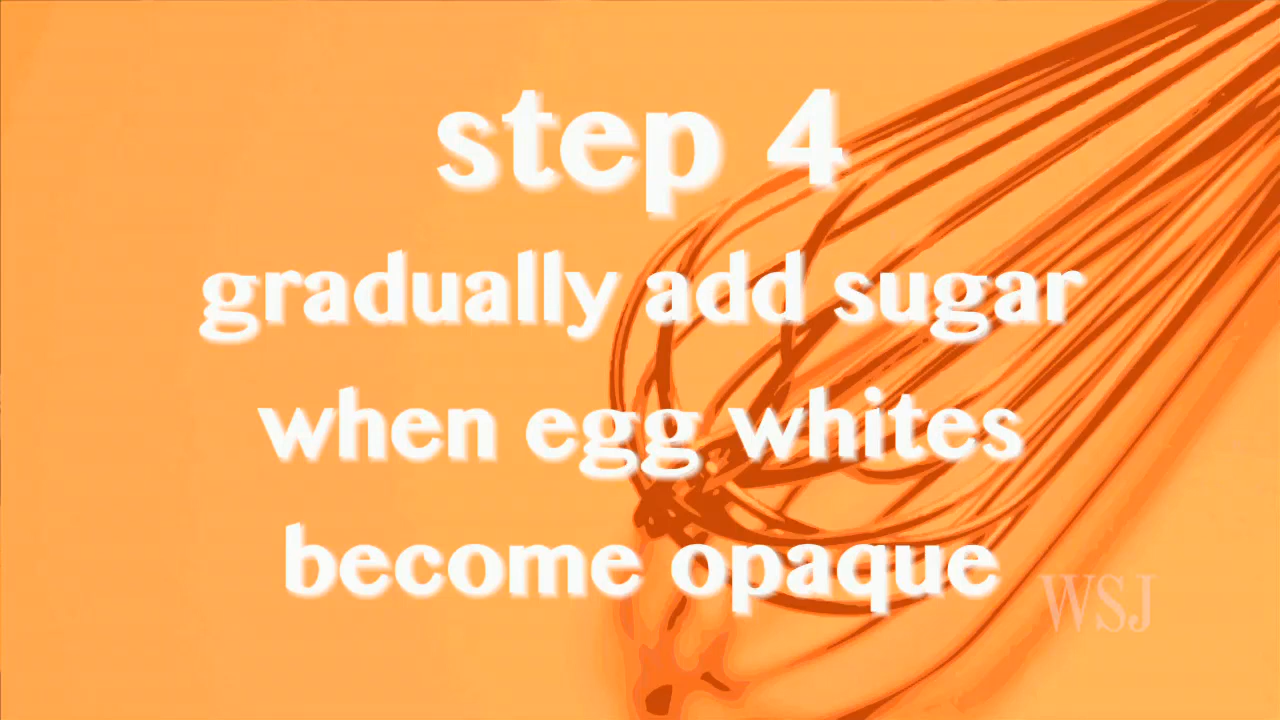 step 4
gradually add sugar
when egg whites
become opaque
WSJ